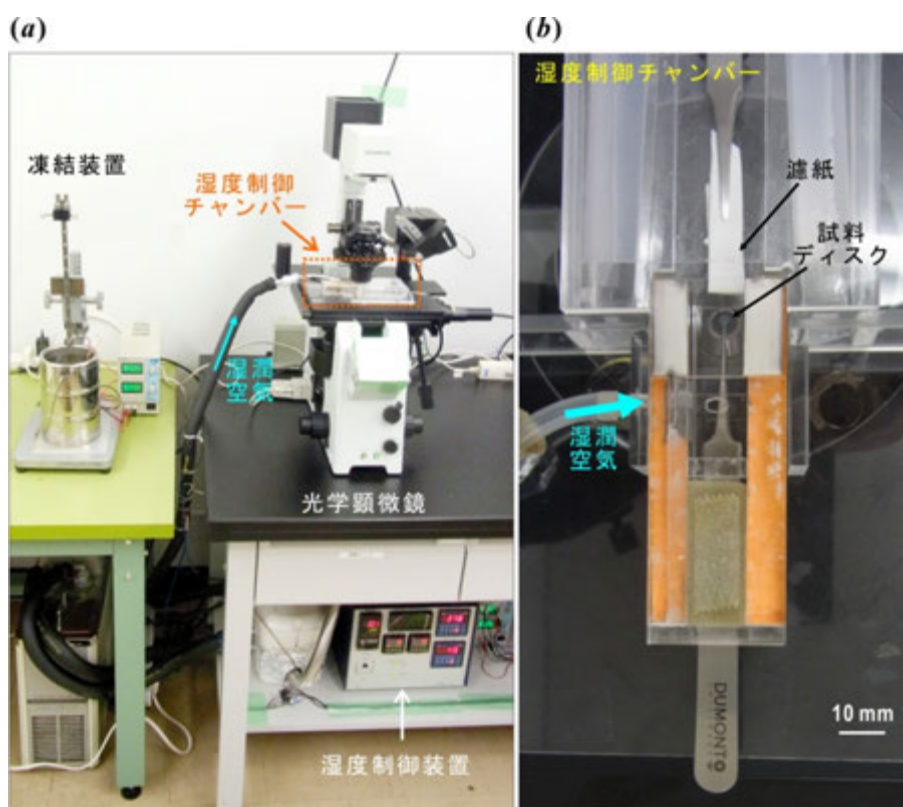 (a)
(b)
凍結装置
湿度制御
チャンバー
湿潤
空気
光学顕微鏡
湿度制御装置
湿度制御チャンバー
濾紙
試料
ディスク
湿潤
空気
DUMONT
10 mm